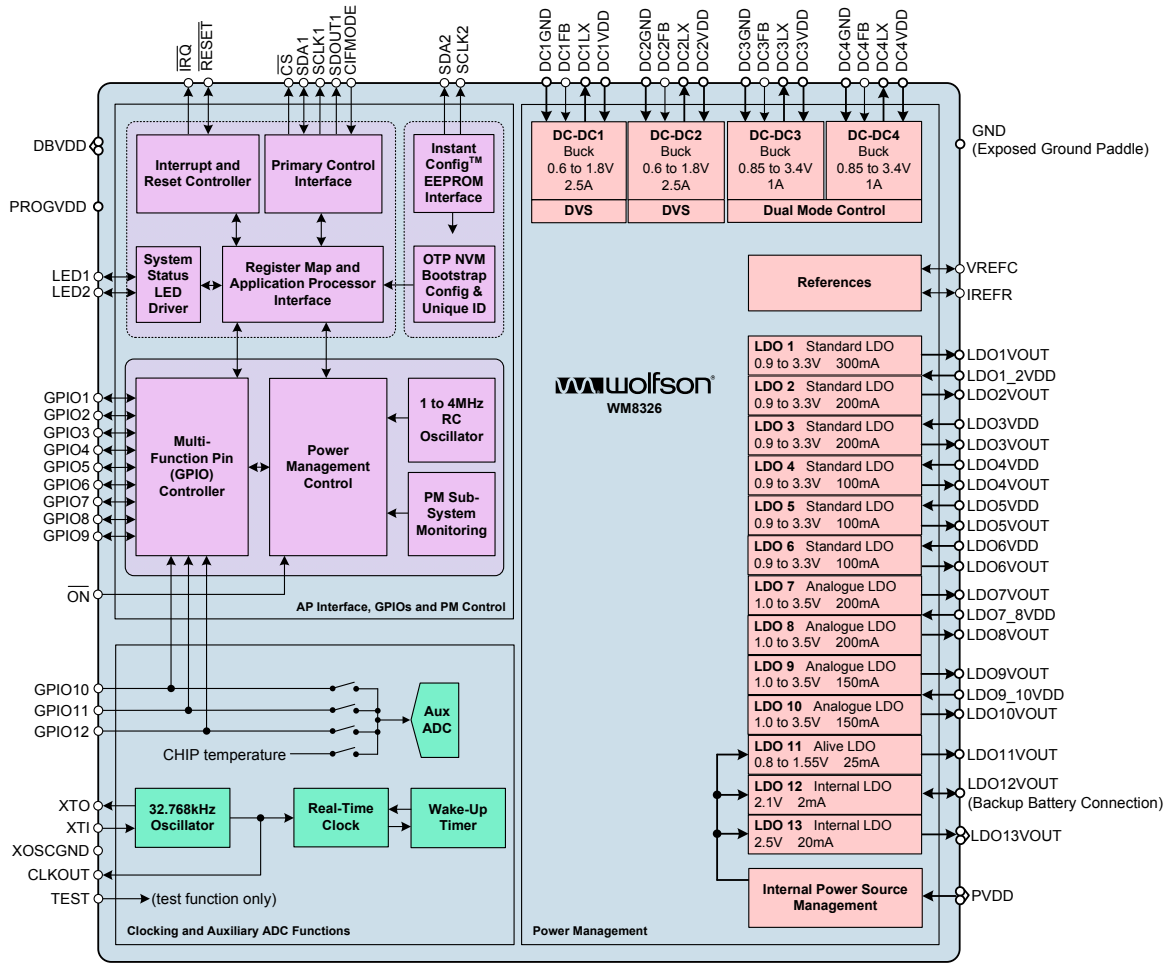 IRQ
RESET
CS
SDA1
SCLK1
SDOUT1
CIFMODE
SDA2
SCLK2
DC1GND
DC1FB
DC1LX
DC1VDD
DC2GND
DC2FB
DC2LX
DC2VDD
DC3GND
DC3FB
DC3LX
DC3VDD
DC4GND
DC4FB
DC4LX
DC4VDD
DBVDD
PROGVDD
LED1
LED2
GPIO1
GPIO2
GPIO3
GPIO4
GPIO5
GPIO6
GPIO7
GPIO8
GPIO9
ON
GPIO10
GPIO11
GPIO12
XTO
XTI
XOSCGND
CLKOUT
TEST
Interrupt and
Reset Controller
Primary Control
Interface
Instant
Config™
EEPROM
Interface
System
Status
LED
Driver
Register Map and
Application Processor
Interface
OTP NVM
Bootstrap
Config &
Unique ID
Multi-
Function Pin
(GPIO)
Controller
Power
Management
Control
1 to 4MHz
RC
Oscillator
PM Sub-
System
Monitoring
AP Interface, GPIOs and PM Control
CHIP temperature
Aux
ADC
32.768kHz
Oscillator
Real-Time
Clock
Wake-Up
Timer
(test function only)
Clocking and Auxiliary ADC Functions
DC-DC1
Buck
0.6 to 1.8V
2.5A
DVS
DC-DC2
Buck
0.6 to 1.8V
2.5A
DVS
DC-DC3
Buck
0.85 to 3.4V
1A
DC-DC4
Buck
0.85 to 3.4V
1A
Dual Mode Control
References
wolfson
WM8326
LDO 1 Standard LDO
0.9 to 3.3V 300mA
LDO 2 Standard LDO
0.9 to 3.3V 200mA
LDO 3 Standard LDO
0.9 to 3.3V 200mA
LDO 4 Standard LDO
0.9 to 3.3V 100mA
LDO 5 Standard LDO
0.9 to 3.3V 100mA
LDO 6 Standard LDO
0.9 to 3.3V 100mA
LDO 7 Analogue LDO
1.0 to 3.5V 200mA
LDO 8 Analogue LDO
1.0 to 3.5V 200mA
LDO 9 Analogue LDO
1.0 to 3.5V 150mA
LDO 10 Analogue LDO
1.0 to 3.5V 150mA
LDO 11 Alive LDO
0.8 to 1.55V 25mA
LDO 12 Internal LDO
2.1V 2mA
LDO 13 Internal LDO
2.5V 20mA
Internal Power Source
Management
Power Management
GND
(Exposed Ground Paddle)
VREFC
IREFR
LDO1VOUT
LDO1_2VDD
LDO2VOUT
LDO3VDD
LDO3VOUT
LDO4VDD
LDO4VOUT
LDO5VDD
LDO5VOUT
LDO6VDD
LDO6VOUT
LDO7VOUT
LDO7_8VDD
LDO8VOUT
LDO9VOUT
LDO9_10VDD
LDO10VOUT
LDO11VOUT
LDO12VOUT
(Backup Battery Connection)
LDO13VOUT
PVDD